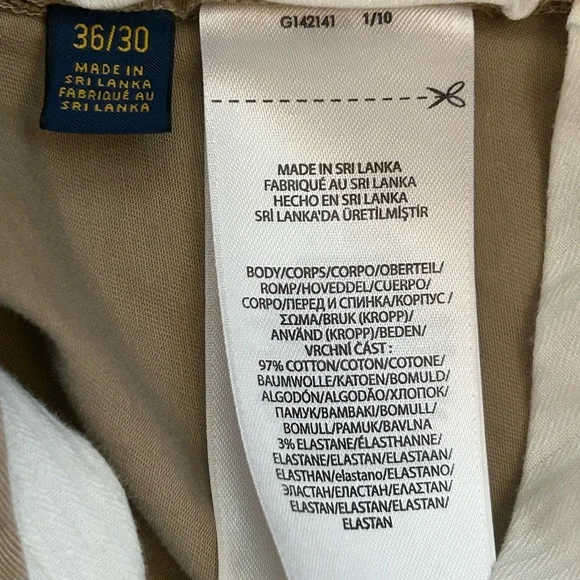 36/30
MADE IN
SRI LANKA
FABRIQUÉ AU
SRI LANKA
G142141 1/10
MADE IN SRI LANKA
FABRIQUÉ AU SRI LANKA
HECHO EN SRI LANKA
SRİ LANKA'DA ÜRETİLMİŞTİR
BODY/CORPS/CORPO/OBERTEIL/
ROMP/HOVEDDEL/CUERPO/
CORPO/ПЕРЕД И СПИНКА/КОРПУС /
ΣΩΜΑ/BRUK (KROPP)/
ANVÄND (KROPP)/BEDEN/
VRCHNÍ ČÁST :
97% COTTON/COTON/COTONE/
BAUMWOLLE/KATOEN/BOMULD/
ALGODÓN/ALGODÃO/ХЛОПОК/
ПАМУК/ΒΑΜΒΑΚΙ/BOMULL/
BOMULL/PAMUK/BAVLNA
3% ELASTANE/ÉLASTHANNE/
ELASTANE/ELASTAN/ELASTAAN/
ELASTHAN/elastano/ELASTANO/
ЭЛАСТАН/ЕЛАСТАН/ΕΛΑΣΤΑΝ/
ELASTAN/ELASTAN/ELASTAN/
ELASTAN